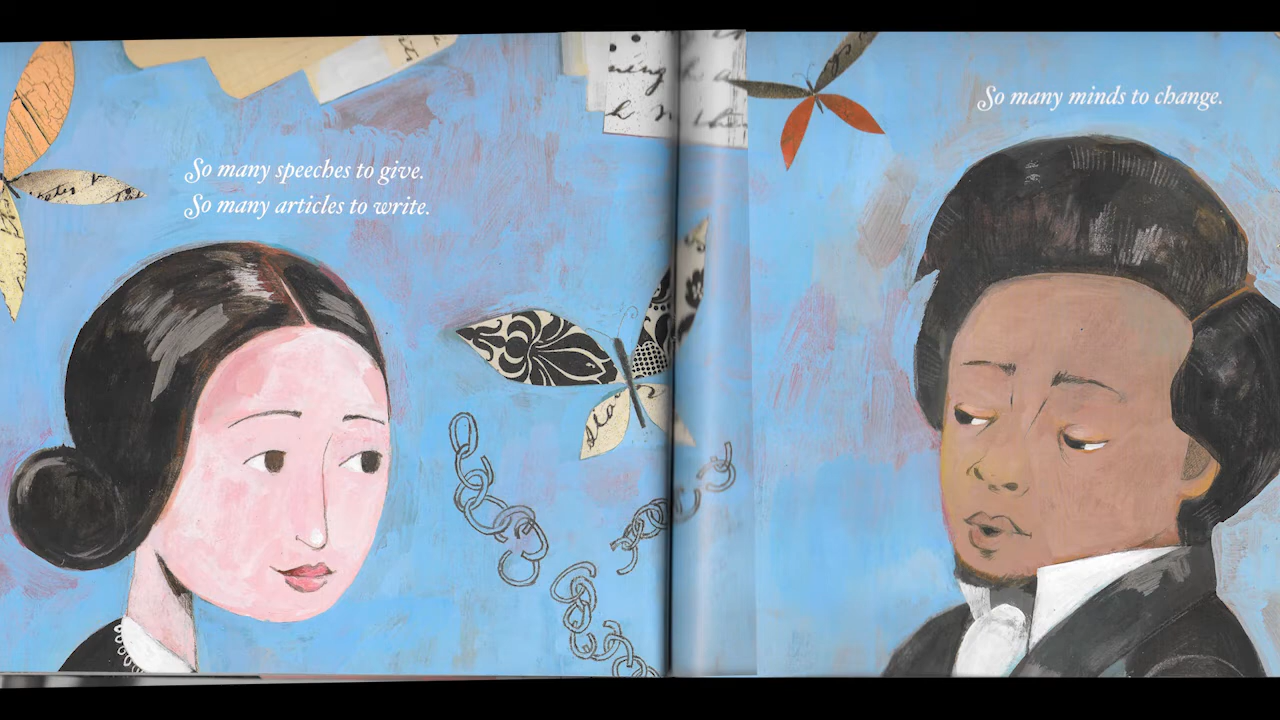 So many speeches to give.
So many articles to write.
So many minds to change.